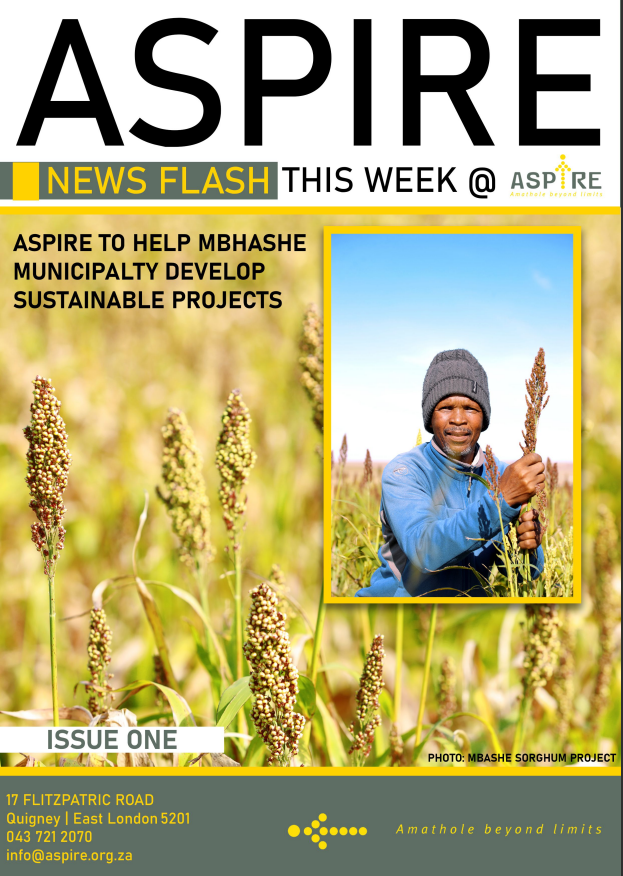 ASPIRE
NEWS FLASH THIS WEEK @ ASPIRE
Amathole beyond limits
ASPIRE TO HELP MBHASHE
MUNICIPALTY DEVELOP
SUSTAINABLE PROJECTS
ISSUE ONE
PHOTO: MBASHE SORGHUM PROJECT
17 FLITZPATRIC ROAD
Quigney | East London 5201
043 721 2070
info@aspire.org.za
Amathole beyond limits